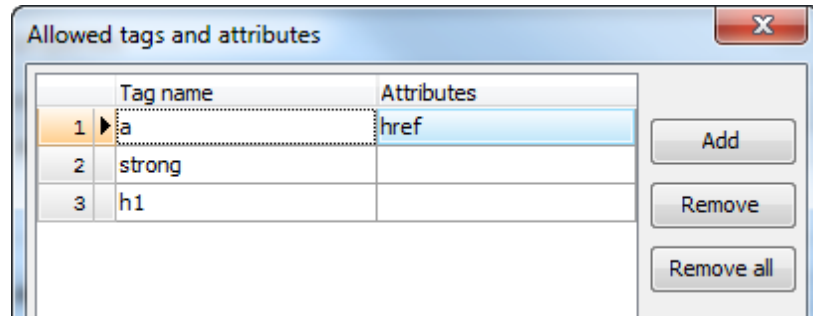 Allowed tags and attributes
Tag name Attributes
1 a href
Add
2 strong
3 h1
Remove
Remove all